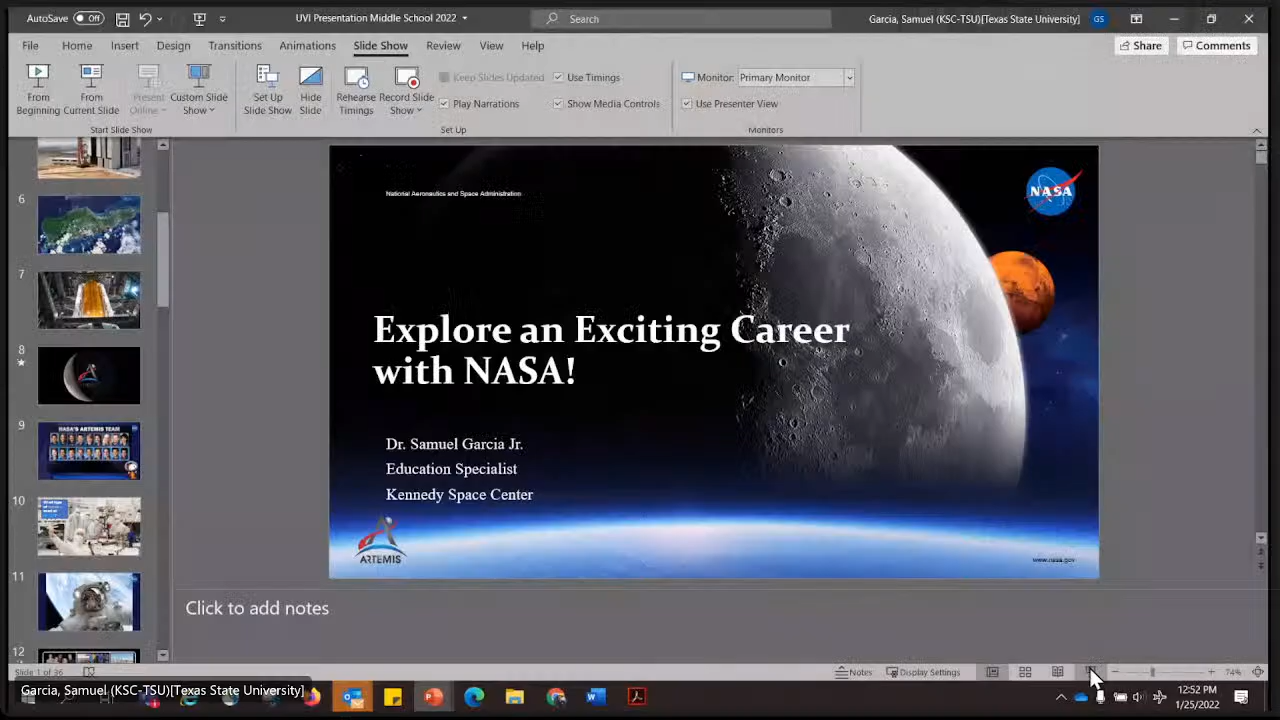 AutoSave Off
UVI Presentation Middle School 2022
Search
Garcia, Samuel (KSC-TSU)[Texas State University]
GS
File Home Insert Design Transitions Animations Slide Show Review View Help
Share Comments
From Beginning
From Current Slide
Present Online
Custom Slide Show
Set Up Slide Show
Hide Slide
Rehearse Timings
Record Slide Show
Keep Slides Updated
Use Timings
Play Narrations
Show Media Controls
Monitor: Primary Monitor
Use Presenter View
Start Slide Show
Set Up
Monitors
6
7
8
9
NASA'S ARTEMIS TEAM
10
11
12
National Aeronautics and Space Administration
NASA
Explore an Exciting Career
with NASA!
Dr. Samuel Garcia Jr.
Education Specialist
Kennedy Space Center
ARTEMIS
www.nasa.gov
Click to add notes
Slide 1 of 36
Notes
Display Settings
74%
Garcia, Samuel (KSC-TSU)[Texas State University]
12:52 PM
1/25/2022